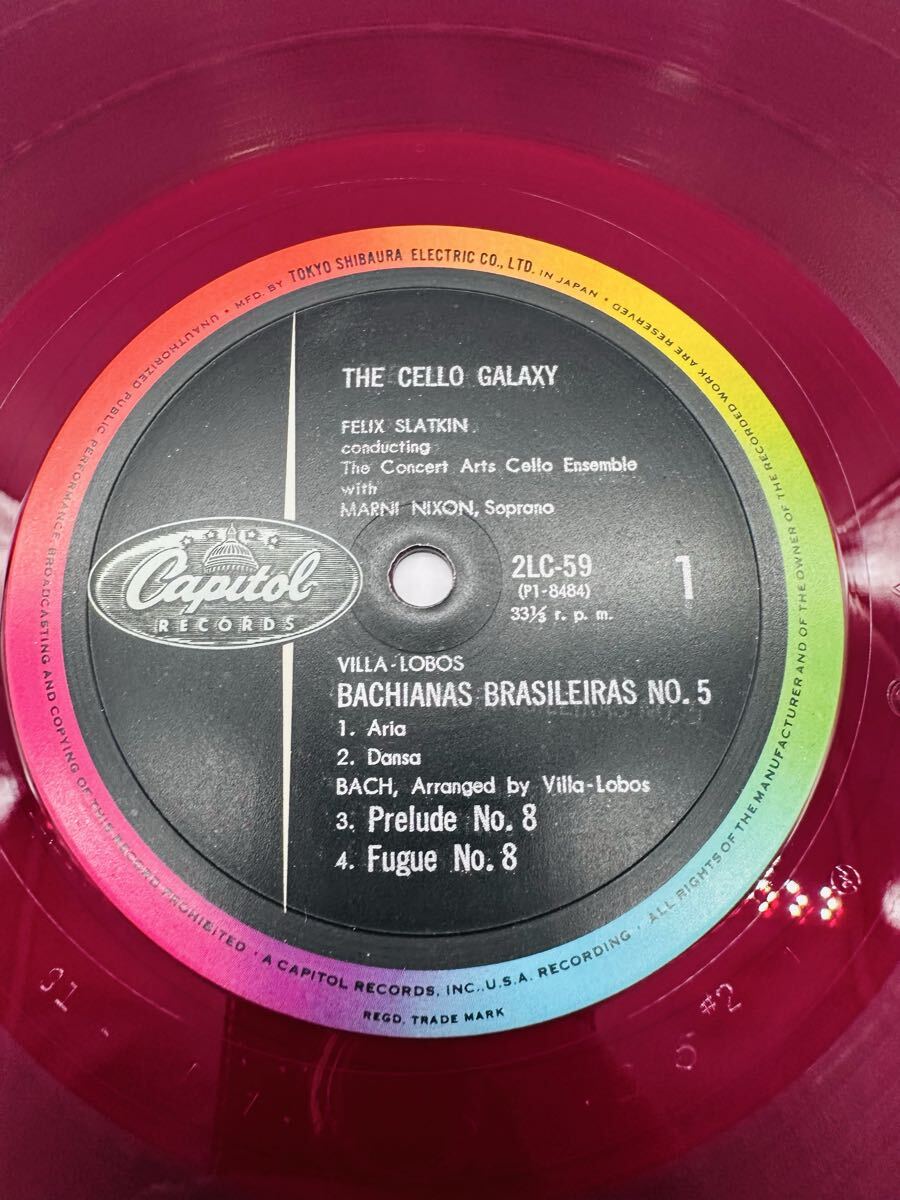 MFD. BY TOKYO SHIBAURA ELECTRIC CO., LTD. IN JAPAN • ALL RIGHTS OF THE MANUFACTURER AND OF THE OWNER OF THE RECORDED WORK ARE RESERVED •
UNAUTHORIZED PUBLIC PERFORMANCE BROADCASTING AND COPYING OF THIS RECORD PROHIBITED •
A CAPITOL RECORDS, INC., U.S.A. RECORDING •
REGD. TRADE MARK
THE CELLO GALAXY
FELIX SLATKIN
conducting
The Concert Arts Cello Ensemble
with
MARNI NIXON, Soprano
Capitol
RECORDS
2LC-59 1
(P1-8484)
33⅓ r. p. m.
VILLA-LOBOS
BACHIANAS BRASILEIRAS NO. 5
1. Aria
2. Dansa
BACH, Arranged by Villa-Lobos
3. Prelude No. 8
4. Fugue No. 8
#2